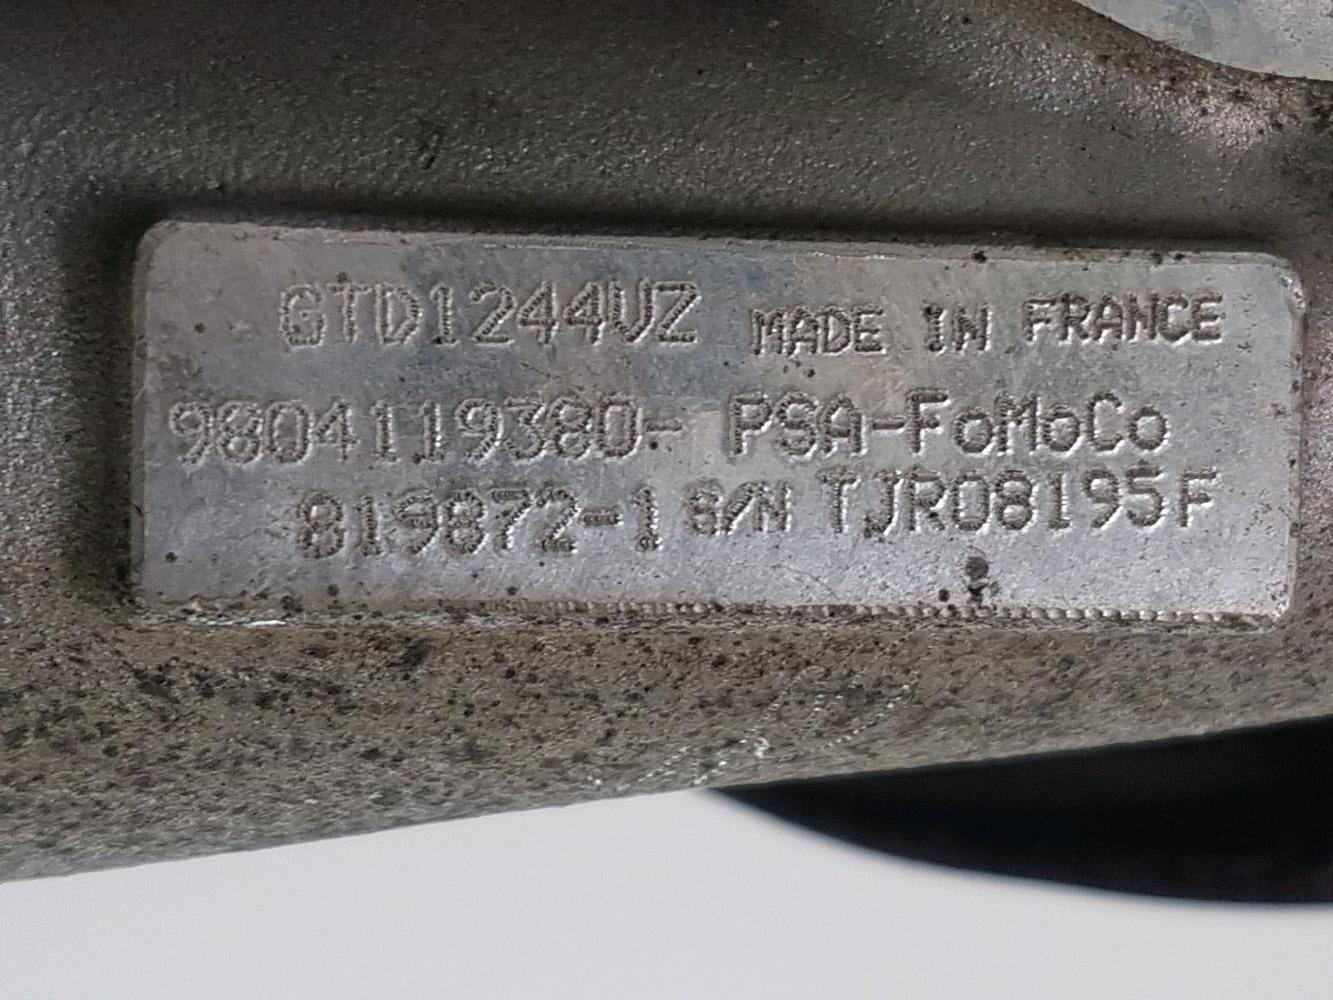 GTD1244VZ MADE IN FRANCE
9804119380- PSA-FoMoCo
819872-1 S/N TJR08195F